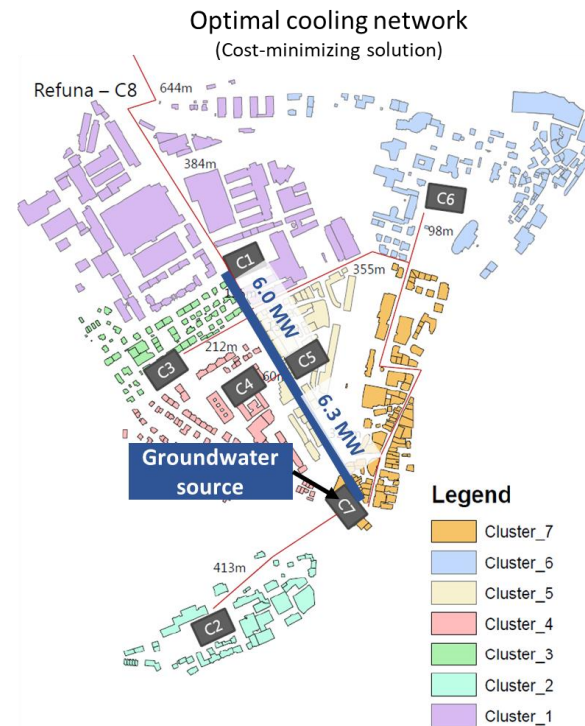 Optimal cooling network
(Cost-minimizing solution)
Refuna – C8
644m
384m
C6
98m
C1
355m
6.0 MW
212m
C3
C5
C4
6.3 MW
Groundwater
source
C7
413m
C2
Legend
Cluster_7
Cluster_6
Cluster_5
Cluster_4
Cluster_3
Cluster_2
Cluster_1